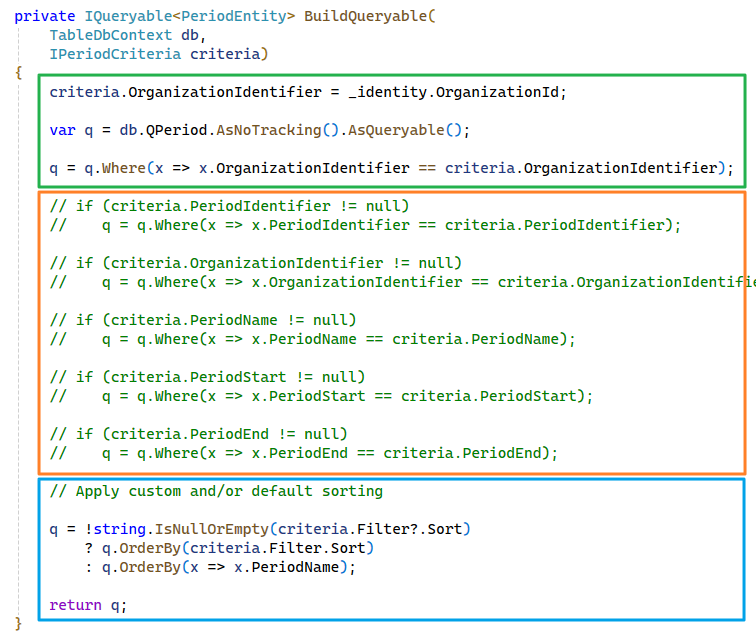 private IQueryable<PeriodEntity> BuildQueryable(
    TableDbContext db,
    IPeriodCriteria criteria)
{
    criteria.OrganizationIdentifier = _identity.OrganizationId;

    var q = db.QPeriod.AsNoTracking().AsQueryable();

    q = q.Where(x => x.OrganizationIdentifier == criteria.OrganizationIdentifier);

    // if (criteria.PeriodIdentifier != null)
    //    q = q.Where(x => x.PeriodIdentifier == criteria.PeriodIdentifier);

    // if (criteria.OrganizationIdentifier != null)
    //    q = q.Where(x => x.OrganizationIdentifier == criteria.OrganizationIdentifie

    // if (criteria.PeriodName != null)
    //    q = q.Where(x => x.PeriodName == criteria.PeriodName);

    // if (criteria.PeriodStart != null)
    //    q = q.Where(x => x.PeriodStart == criteria.PeriodStart);

    // if (criteria.PeriodEnd != null)
    //    q = q.Where(x => x.PeriodEnd == criteria.PeriodEnd);

    // Apply custom and/or default sorting

    q = !string.IsNullOrEmpty(criteria.Filter?.Sort)
        ? q.OrderBy(criteria.Filter.Sort)
        : q.OrderBy(x => x.PeriodName);

    return q;
}